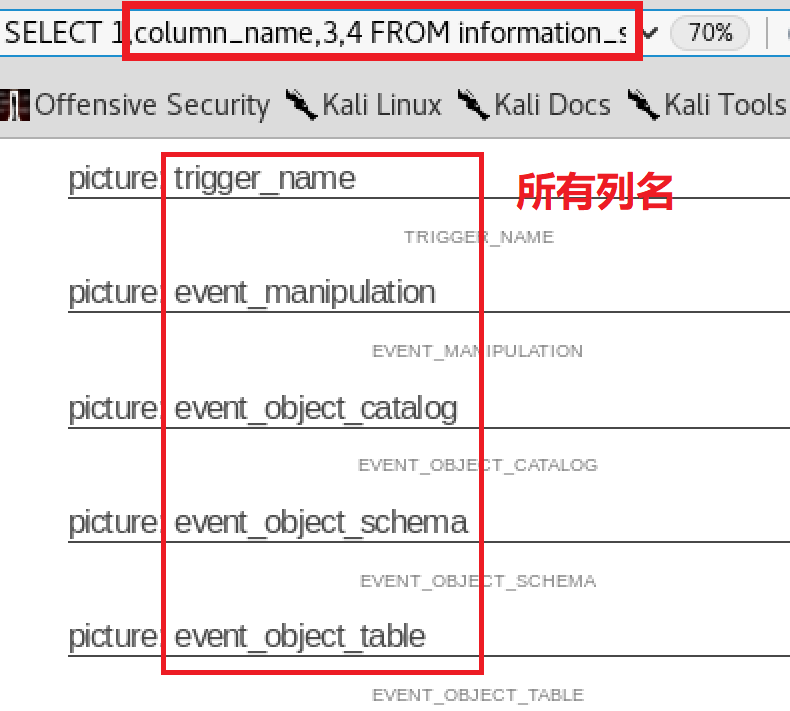 SELECT 1,column_name,3,4 FROM information_s
70%
Offensive Security Kali Linux Kali Docs Kali Tools
picture: trigger_name
所有列名
TRIGGER_NAME
picture: event_manipulation
EVENT_MANIPULATION
picture: event_object_catalog
EVENT_OBJECT_CATALOG
picture: event_object_schema
EVENT_OBJECT_SCHEMA
picture: event_object_table
EVENT_OBJECT_TABLE